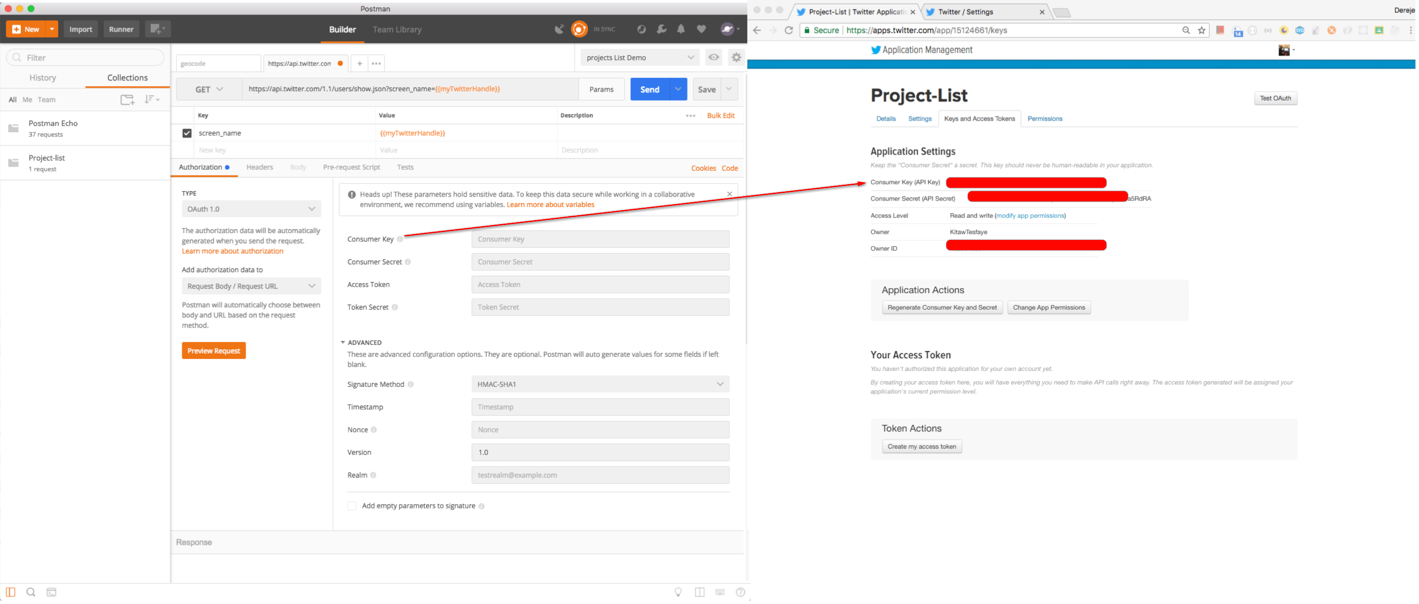 Postman
New
Import
Runner
Builder
Team Library
IN SYNC
Filter
History
Collections
All Me Team
Postman Echo
37 requests
Project-list
1 request
geocode
https://api.twitter.con
projects List Demo
GET
https://api.twitter.com/1.1/users/show.json?screen_name={{myTwitterHandle}}
Params
Send
Save
Key
Value
Description
Bulk Edit
screen_name
{{myTwitterHandle}}
New key
Value
Description
Authorization
Headers
Body
Pre-request Script
Tests
Cookies
Code
TYPE
OAuth 1.0
The authorization data will be automatically
generated when you send the request.
Learn more about authorization
Add authorization data to
Request Body / Request URL
Postman will automatically choose between
body and URL based on the request
method.
Preview Request
Heads up! These parameters hold sensitive data. To keep this data secure while working in a collaborative
environment, we recommend using variables. Learn more about variables
Consumer Key
Consumer Key
Consumer Secret
Consumer Secret
Access Token
Access Token
Token Secret
Token Secret
ADVANCED
These are advanced configuration options. They are optional. Postman will auto generate values for some fields if left
blank.
Signature Method
HMAC-SHA1
Timestamp
Timestamp
Nonce
Nonce
Version
1.0
Realm
testrealm@example.com
Add empty parameters to signature
Response
Project-List | Twitter Applicati
Twitter / Settings
Dereje
Secure
https://apps.twitter.com/app/15124661/keys
Application Management
Project-List
Test OAuth
Details
Settings
Keys and Access Tokens
Permissions
Application Settings
Keep the "Consumer Secret" a secret. This key should never be human-readable in your application.
Consumer Key (API Key)
Consumer Secret (API Secret)
a5RdRA
Access Level
Read and write (modify app permissions)
Owner
KitawTesfaye
Owner ID
Application Actions
Regenerate Consumer Key and Secret
Change App Permissions
Your Access Token
You haven't authorized this application for your own account yet.
By creating your access token here, you will have everything you need to make API calls right away. The access token generated will be assigned your
application's current permission level.
Token Actions
Create my access token